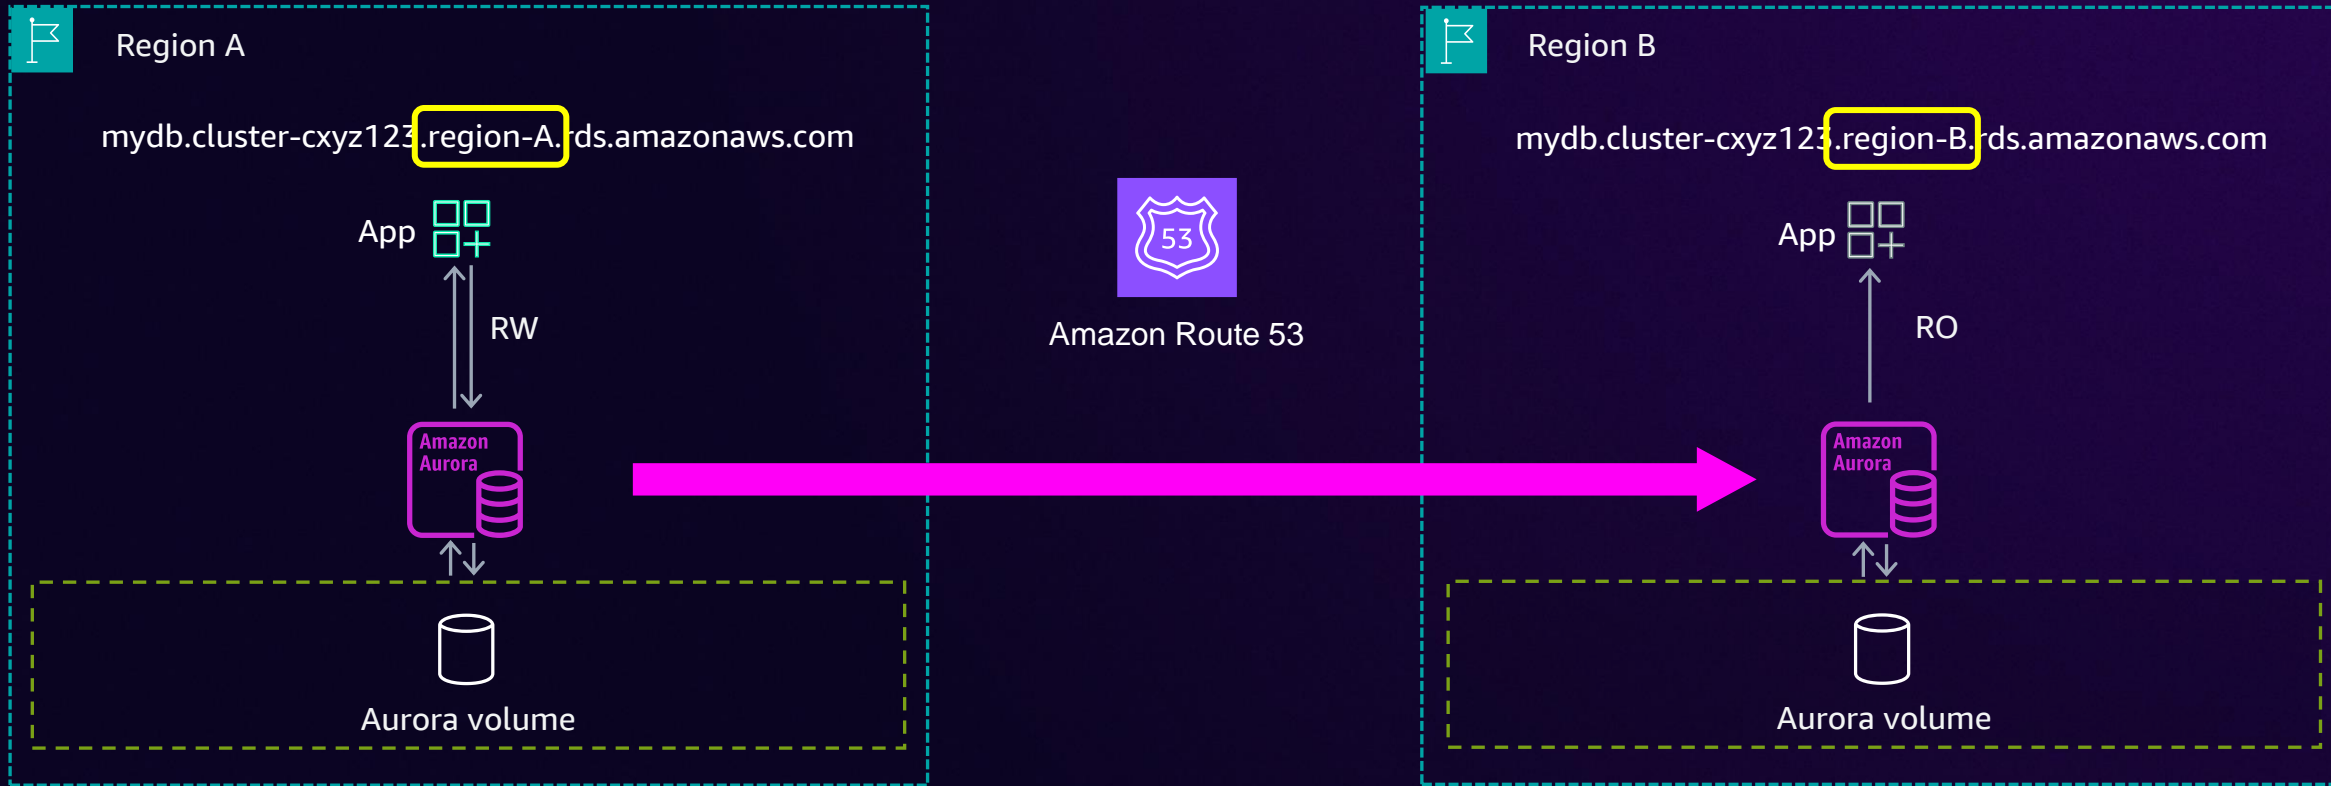 Region A
mydb.cluster-cxyz123.region-A.rds.amazonaws.com
App
RW
Amazon
Aurora
Aurora volume
53
Amazon Route 53
Region B
mydb.cluster-cxyz123.region-B.rds.amazonaws.com
App
RO
Amazon
Aurora
Aurora volume